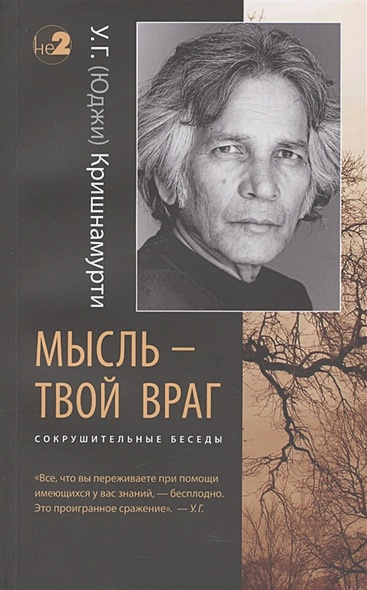 не2
У. Г. (Юджи) Кришнамурти
МЫСЛЬ –
ТВОЙ ВРАГ
СОКРУШИТЕЛЬНЫЕ БЕСЕДЫ
«Все, что вы переживаете при помощи
имеющихся у вас знаний, — бесплодно.
Это проигранное сражение». — У. Г.